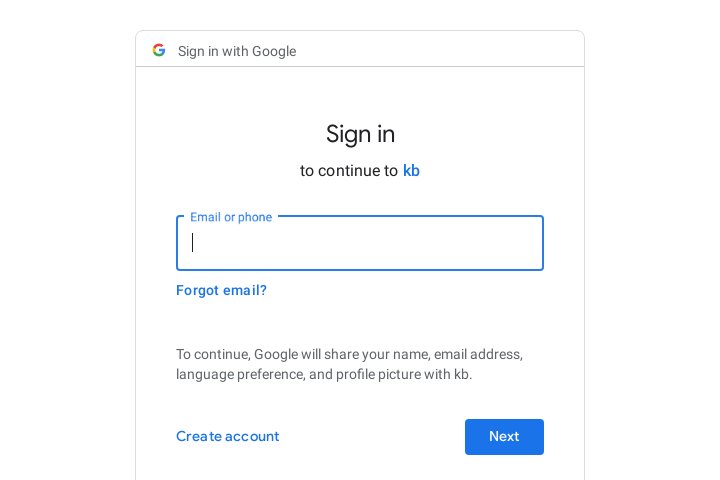 Sign in with Google
Sign in
to continue to kb
Email or phone
Forgot email?
To continue, Google will share your name, email address,
language preference, and profile picture with kb.
Create account
Next